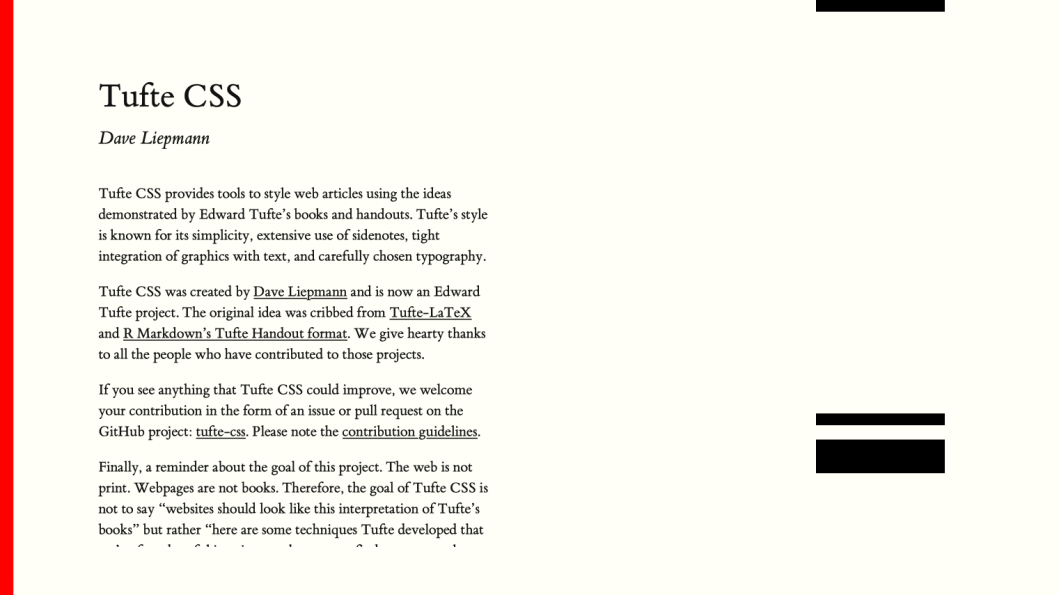 Tufte CSS
Dave Liepmann
Tufte CSS provides tools to style web articles using the ideas
demonstrated by Edward Tufte’s books and handouts. Tufte’s style
is known for its simplicity, extensive use of sidenotes, tight
integration of graphics with text, and carefully chosen typography.
Tufte CSS was created by Dave Liepmann and is now an Edward
Tufte project. The original idea was cribbed from Tufte-LaTeX
and R Markdown’s Tufte Handout format. We give hearty thanks
to all the people who have contributed to those projects.
If you see anything that Tufte CSS could improve, we welcome
your contribution in the form of an issue or pull request on the
GitHub project: tufte-css. Please note the contribution guidelines.
Finally, a reminder about the goal of this project. The web is not
print. Webpages are not books. Therefore, the goal of Tufte CSS is
not to say “websites should look like this interpretation of Tufte’s
books” but rather “here are some techniques Tufte developed that